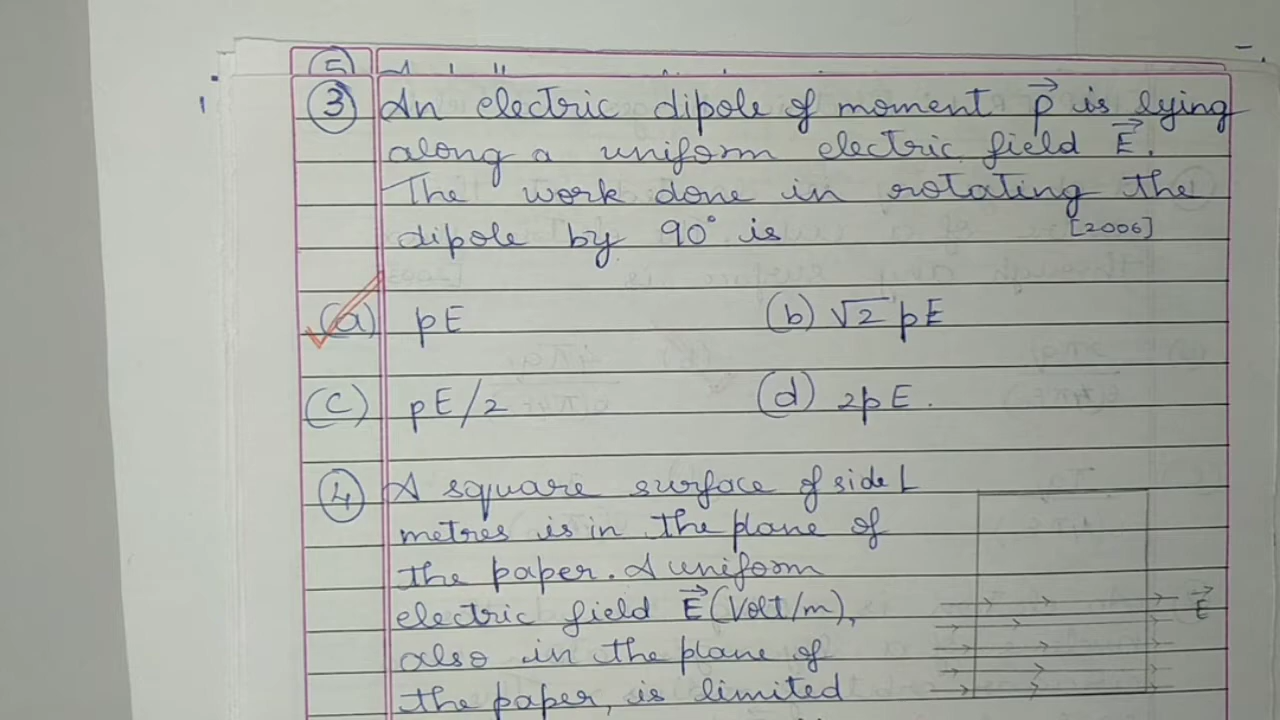 5
3 An electric dipole of moment p⃗ is lying
along a uniform electric field E⃗.
The work done in rotating the
dipole by 90° is [2006]
(a) pE (b) √2 pE
(c) pE/2 (d) 2pE.
4 A square surface of side L
metres is in the plane of
the paper. A uniform
electric field E⃗ (Volt/m),
also in the plane of
the paper, is limited
E⃗